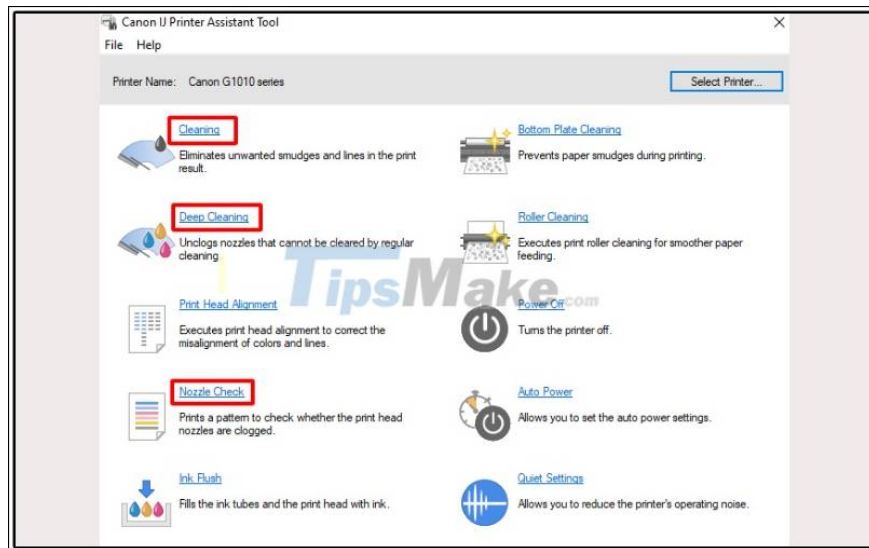 Canon IJ Printer Assistant Tool
File Help
Printer Name: Canon G1010 series
Select Printer...
Cleaning
Eliminates unwanted smudges and lines in the print
result.
Bottom Plate Cleaning
Prevents paper smudges during printing.
Deep Cleaning
Unclogs nozzles that cannot be cleared by regular
cleaning.
Roller Cleaning
Executes print roller cleaning for smoother paper
feeding.
TipsMake.com
Print Head Alignment
Executes print head alignment to correct the
misalignment of colors and lines.
Power Off
Turns the printer off.
Nozzle Check
Prints a pattern to check whether the print head
nozzles are clogged.
Auto Power
Allows you to set the auto power settings.
Ink Flush
Fills the ink tubes and the print head with ink.
Quiet Settings
Allows you to reduce the printer's operating noise.